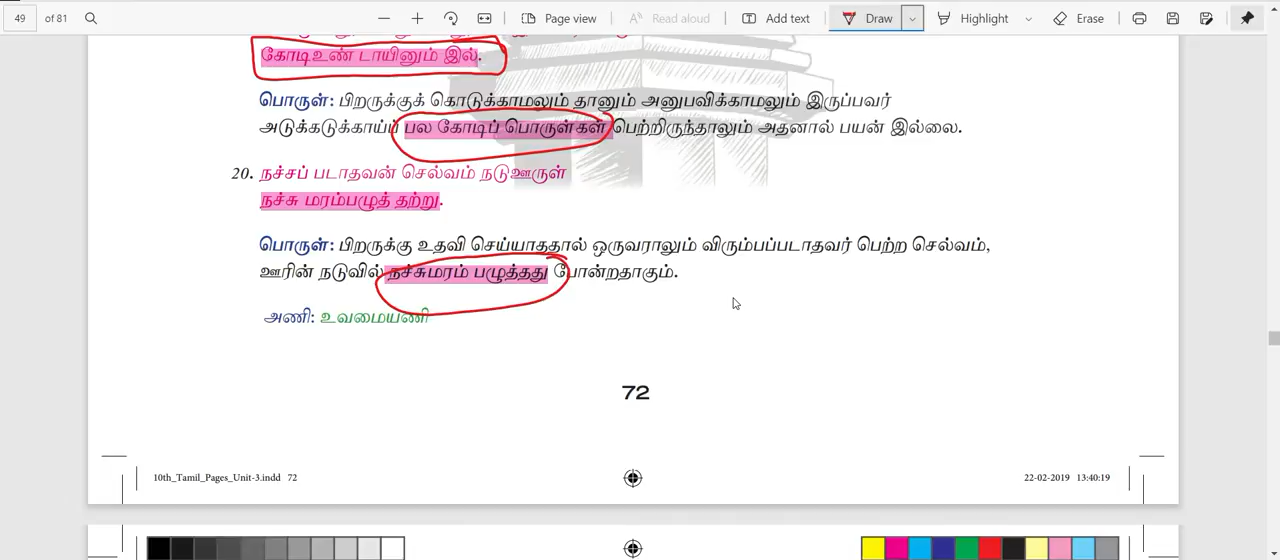 49 of 81 Page view Read aloud Add text Draw Highlight Erase
கோடிஉண் டாயினும் இல்.
பொருள்: பிறருக்குக் கொடுக்காமலும் தானும் அனுபவிக்காமலும் இருப்பவர்
அடுக்கடுக்காய்ப் பல கோடிப் பொருள்கள் பெற்றிருந்தாலும் அதனால் பயன் இல்லை.
20. நச்சப் படாதவன் செல்வம் நடுஊருள்
நச்சு மரம்பழுத் தற்று.
பொருள்: பிறருக்கு உதவி செய்யாததால் ஒருவராலும் விரும்பப்படாதவர் பெற்ற செல்வம்,
ஊரின் நடுவில் நச்சுமரம் பழுத்தது போன்றதாகும்.
அணி: உவமையணி
72
10th_Tamil_Pages_Unit-3.indd 72 22-02-2019 13:40:19